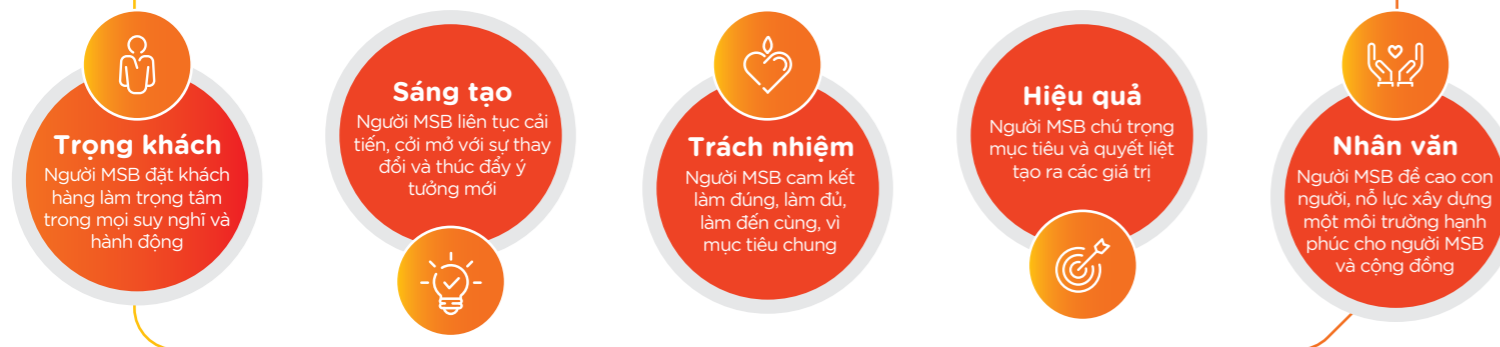 Trọng khách
Người MSB đặt khách
hàng làm trọng tâm
trong mọi suy nghĩ và
hành động
Sáng tạo
Người MSB liên tục cải
tiến, cởi mở với sự thay
đổi và thúc đẩy ý
tưởng mới
Trách nhiệm
Người MSB cam kết
làm đúng, làm đủ,
làm đến cùng, vì
mục tiêu chung
Hiệu quả
Người MSB chú trọng
mục tiêu và quyết liệt
tạo ra các giá trị
Nhân văn
Người MSB đề cao con
người, nỗ lực xây dựng
một môi trường hạnh
phúc cho người MSB
và cộng đồng